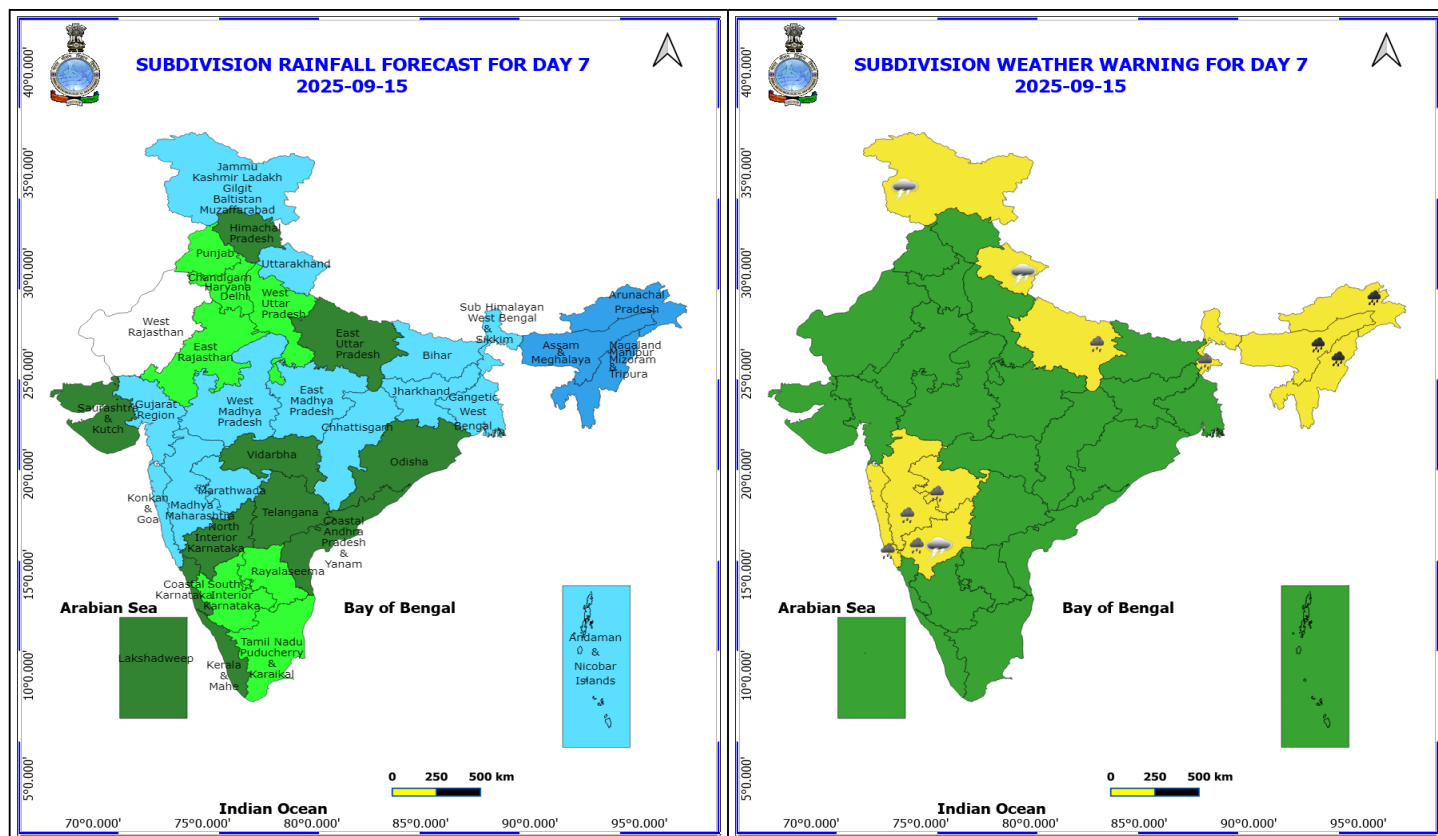 SUBDIVISION RAINFALL FORECAST FOR DAY 7
2025-09-15
40°0.000'
35°0.000'
30°0.000'
25°0.000'
20°0.000'
15°0.000'
10°0.000'
5°0.000'
Jammu
Kashmir Ladakh
Gilgit
Baltistan
Muzaffarabad
Himachal
Pradesh
Punjab
Uttarakhand
Chandigarh
Haryana
Delhi
West
Uttar
Pradesh
West
Rajasthan
East
Rajasthan
East
Uttar
Pradesh
Sub Himalayan
West Bengal
&
Sikkim
Arunachal
Pradesh
Assam
&
Meghalaya
Nagaland
Manipur
Mizoram
&
Tripura
Bihar
Jharkhand
Gangetic
West
Bengal
Saurashtra
&
Kutch
Gujarat
Region
West
Madhya
Pradesh
East
Madhya
Pradesh
Chhattisgarh
Vidarbha
Odisha
Konkan
&
Goa
Marathwada
Madhya
Maharashtra
Telangana
North
Interior
Karnataka
Coastal
Andhra
Pradesh
&
Yanam
Rayalaseema
Coastal
Karnataka
South
Interior
Karnataka
Arabian Sea
Bay of Bengal
Lakshadweep
Kerala
&
Mahe
Tamil Nadu
Puducherry
&
Karaikal
Andaman
&
Nicobar
Islands
0 250 500 km
Indian Ocean
70°0.000' 75°0.000' 80°0.000' 85°0.000' 90°0.000' 95°0.000'
SUBDIVISION WEATHER WARNING FOR DAY 7
2025-09-15
40°0.000'
35°0.000'
30°0.000'
25°0.000'
20°0.000'
15°0.000'
10°0.000'
5°0.000'
Arabian Sea
Bay of Bengal
0 250 500 km
Indian Ocean
70°0.000' 75°0.000' 80°0.000' 85°0.000' 90°0.000' 95°0.000'